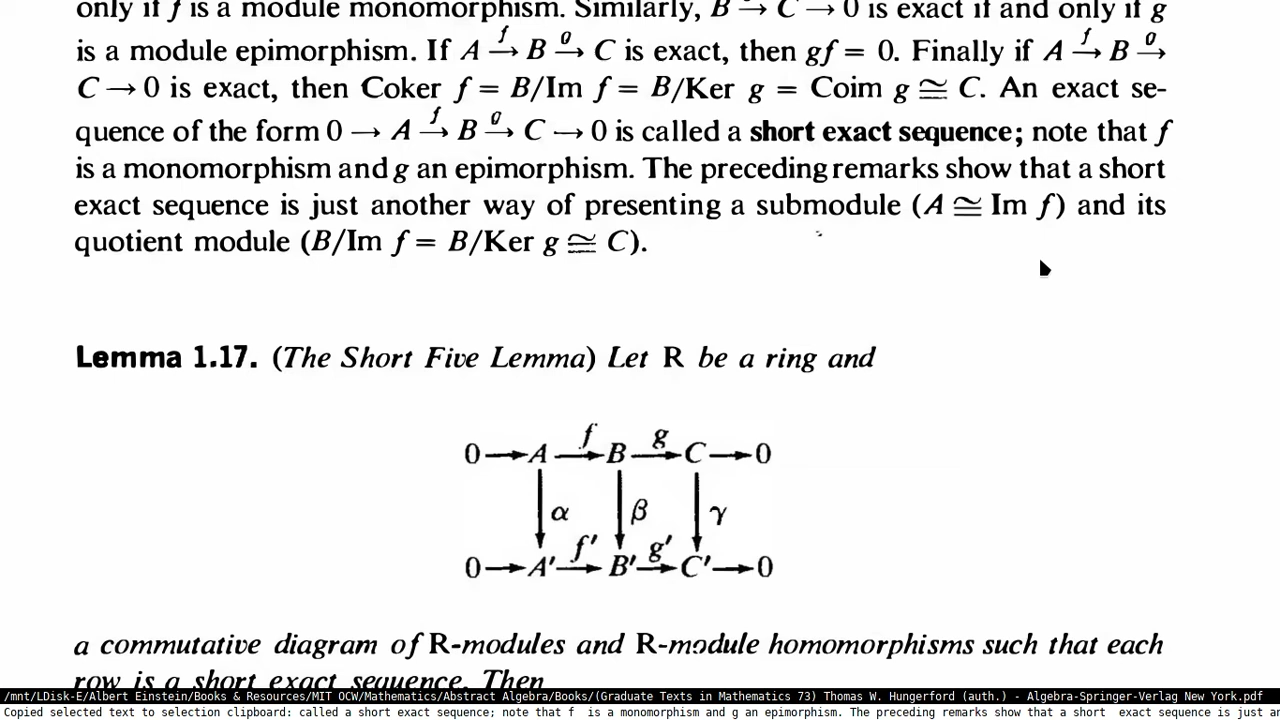 only if f is a module monomorphism. Similarly, B → C → 0 is exact if and only if g
is a module epimorphism. If A →f B →g C is exact, then gf = 0. Finally if A →f B →g
C → 0 is exact, then Coker f = B/Im f = B/Ker g = Coim g ≅ C. An exact se-
quence of the form 0 → A →f B →g C → 0 is called a short exact sequence; note that f
is a monomorphism and g an epimorphism. The preceding remarks show that a short
exact sequence is just another way of presenting a submodule (A ≅ Im f) and its
quotient module (B/Im f = B/Ker g ≅ C).
Lemma 1.17. (The Short Five Lemma) Let R be a ring and
0 → A →f B →g C → 0
α β γ
0 → A' →f' B' →g' C' → 0
a commutative diagram of R-modules and R-module homomorphisms such that each
row is a short exact sequence. Then
/mnt/LDisk-E/Albert Einstein/Books & Resources/MIT OCW/Mathematics/Abstract Algebra/Books/(Graduate Texts in Mathematics 73) Thomas W. Hungerford (auth.) - Algebra-Springer-Verlag New York.pdf
Copied selected text to selection clipboard: called a short exact sequence; note that f is a monomorphism and g an epimorphism. The preceding remarks show that a short exact sequence is just